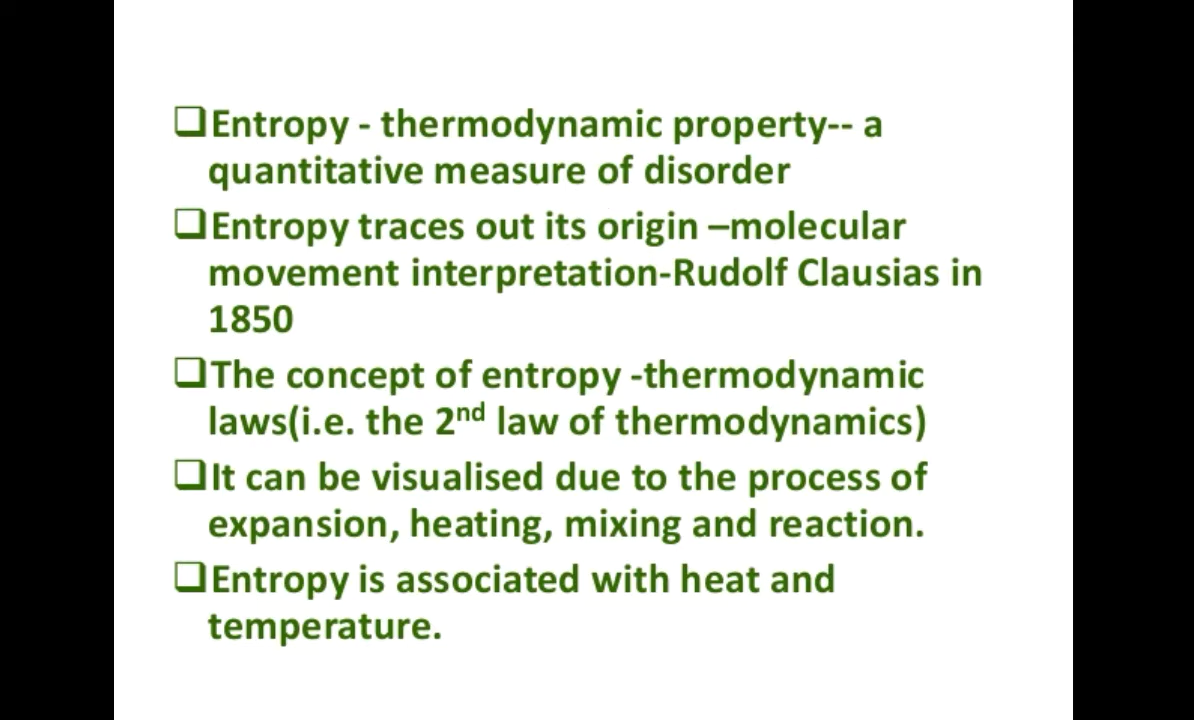 ❑Entropy - thermodynamic property-- a
quantitative measure of disorder
❑Entropy traces out its origin –molecular
movement interpretation-Rudolf Clausias in
1850
❑The concept of entropy -thermodynamic
laws(i.e. the 2nd law of thermodynamics)
❑It can be visualised due to the process of
expansion, heating, mixing and reaction.
❑Entropy is associated with heat and
temperature.